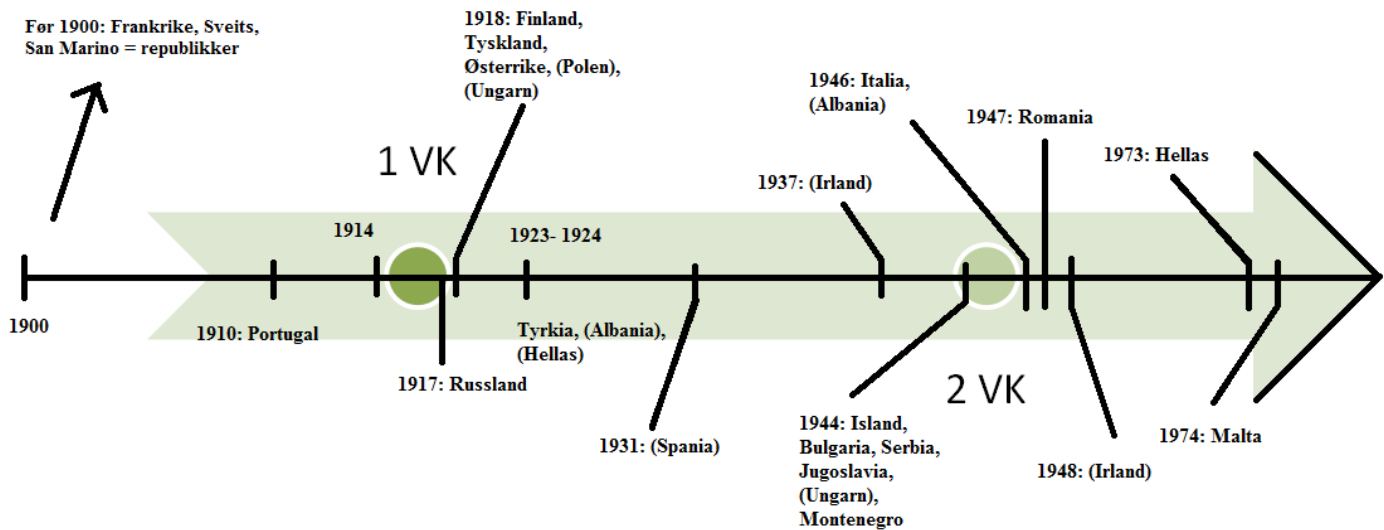 Før 1900: Frankrike, Sveits,
San Marino = republikker
1918: Finland,
Tyskland,
Østerrike, (Polen),
(Ungarn)
1946: Italia,
(Albania)
1947: Romania
1973: Hellas
1 VK
1937: (Irland)
1914
1923- 1924
1900
1910: Portugal
Tyrkia, (Albania),
(Hellas)
1917: Russland
2 VK
1931: (Spania)
1944: Island,
Bulgaria, Serbia,
Jugoslavia,
(Ungarn),
Montenegro
1948: (Irland)
1974: Malta